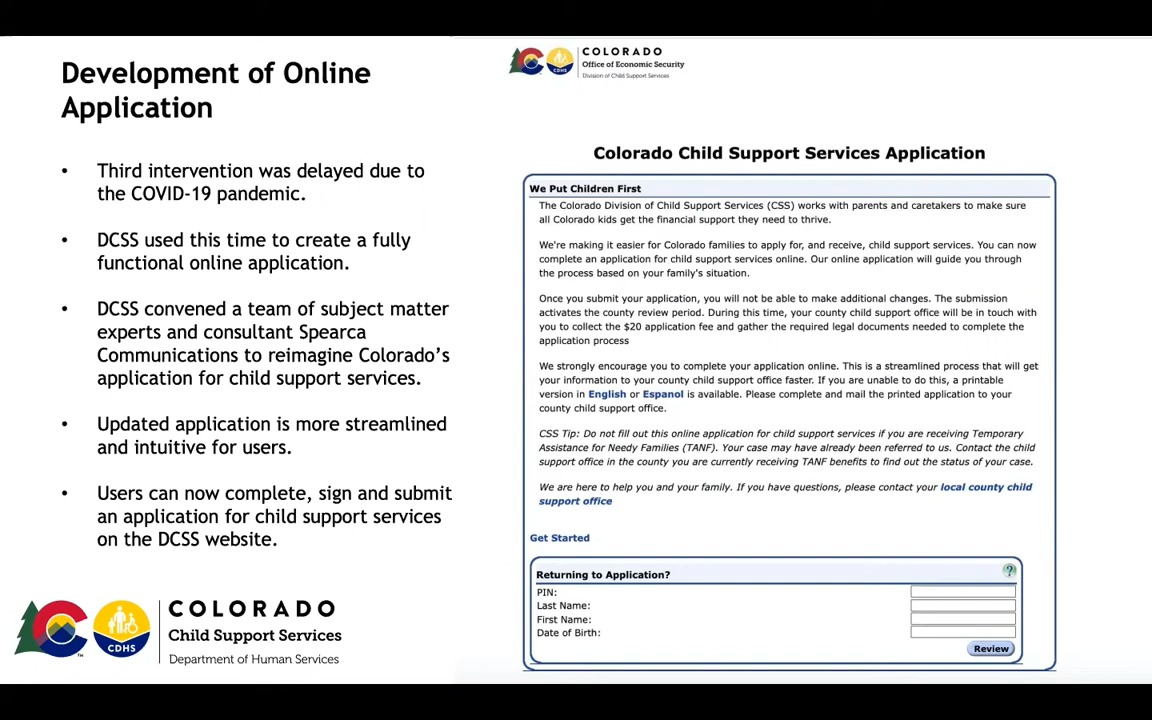 Development of Online
Application
• Third intervention was delayed due to
the COVID-19 pandemic.
• DCSS used this time to create a fully
functional online application.
• DCSS convened a team of subject matter
experts and consultant Spearca
Communications to reimagine Colorado’s
application for child support services.
• Updated application is more streamlined
and intuitive for users.
• Users can now complete, sign and submit
an application for child support services
on the DCSS website.
CDHS
COLORADO
Child Support Services
Department of Human Services
CDHS
COLORADO
Office of Economic Security
Division of Child Support Services
Colorado Child Support Services Application
We Put Children First
The Colorado Division of Child Support Services (CSS) works with parents and caretakers to make sure
all Colorado kids get the financial support they need to thrive.
We're making it easier for Colorado families to apply for, and receive, child support services. You can now
complete an application for child support services online. Our online application will guide you through
the process based on your family's situation.
Once you submit your application, you will not be able to make additional changes. The submission
activates the county review period. During this time, your county child support office will be in touch with
you to collect the $20 application fee and gather the required legal documents needed to complete the
application process
We strongly encourage you to complete your application online. This is a streamlined process that will get
your information to your county child support office faster. If you are unable to do this, a printable
version in English or Espanol is available. Please complete and mail the printed application to your
county child support office.
CSS Tip: Do not fill out this online application for child support services if you are receiving Temporary
Assistance for Needy Families (TANF). Your case may have already been referred to us. Contact the child
support office in the county you are currently receiving TANF benefits to find out the status of your case.
We are here to help you and your family. If you have questions, please contact your local county child
support office
Get Started
Returning to Application? ?
PIN:
Last Name:
First Name:
Date of Birth:
Review